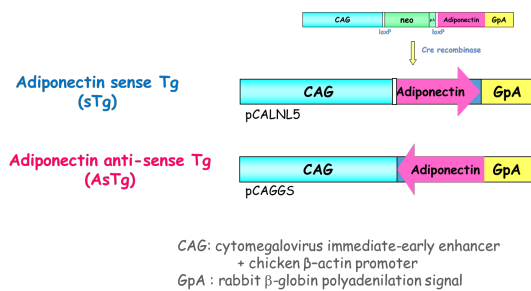 CAG neo pA Adiponectin GpA
loxP loxP
Cre recombinase
Adiponectin sense Tg
(sTg)
CAG Adiponectin GpA
pCALNL5
Adiponectin anti-sense Tg
(AsTg)
CAG Adiponectin GpA
pCAGGS
CAG: cytomegalovirus immediate-early enhancer
+ chicken β-actin promoter
GpA : rabbit β-globin polyadenilation signal